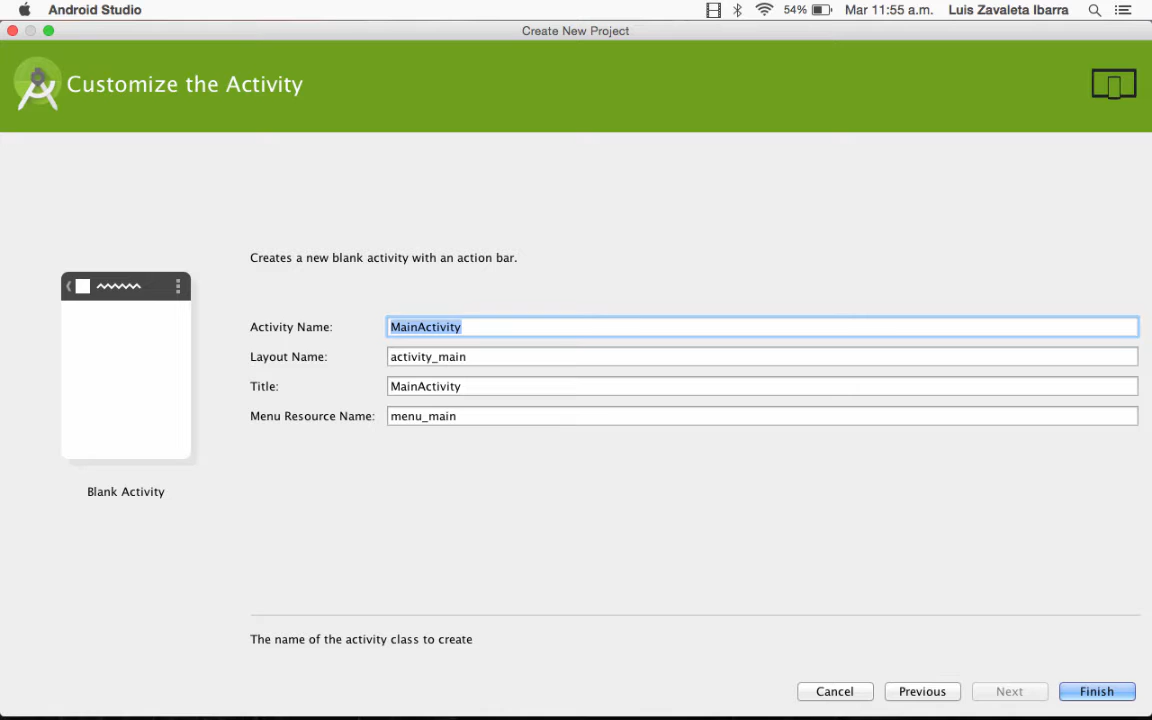 Android Studio 54% Mar 11:55 a.m. Luis Zavaleta Ibarra
Create New Project
Customize the Activity
Creates a new blank activity with an action bar.
Activity Name: MainActivity
Layout Name: activity_main
Title: MainActivity
Menu Resource Name: menu_main
Blank Activity
The name of the activity class to create
Cancel Previous Next Finish